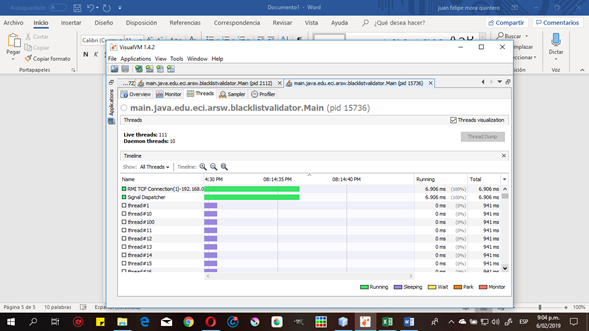 Autoguardado
Documento1 - Word
juan felipe mora quintero
Archivo Inicio Insertar Diseño Disposición Referencias Correspondencia Revisar Vista Ayuda ¿Qué desea hacer? Compartir Comentarios
Pegar
Cortar
Copiar
Copiar formato
Portapapeles
Buscar
Dictar
Voz
VisualVM 1.4.2
File Applications View Tools Window Help
main.java.edu.eci.arsw.blacklistvalidator.Main (pid 2112)
main.java.edu.eci.arsw.blacklistvalidator.Main (pid 15736)
Applications
Overview Monitor Threads Sampler Profiler
main.java.edu.eci.arsw.blacklistvalidator.Main (pid 15736)
Threads
Threads visualization
Live threads: 111
Daemon threads: 10
Thread Dump
Timeline
Show: All Threads Timeline:
Name 4:30 PM 08:14:35 PM 08:14:40 PM Running Total
RMI TCP Connection(1)-192.168.0 6.906 ms (100%) 6.906 ms
Signal Dispatcher 6.906 ms (100%) 6.906 ms
thread#1 0 ms (0%) 941 ms
thread#10 0 ms (0%) 941 ms
thread#100 0 ms (0%) 941 ms
thread#11 0 ms (0%) 941 ms
thread#12 0 ms (0%) 941 ms
thread#13 0 ms (0%) 941 ms
thread#14 0 ms (0%) 941 ms
thread#15 0 ms (0%) 941 ms
Running Sleeping Wait Park Monitor
Página 5 de 5 10 palabras
100%
ESP
9:04 p.m.
6/02/2019